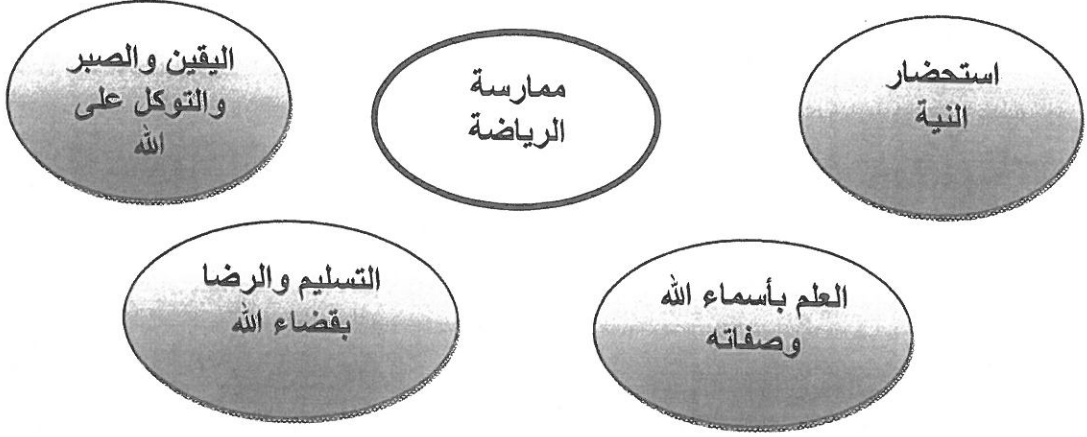 استحضار
النية
ممارسة
الرياضة
اليقين والصبر
والتوكل على
الله
العلم بأسماء الله
وصفاته
التسليم والرضا
بقضاء الله